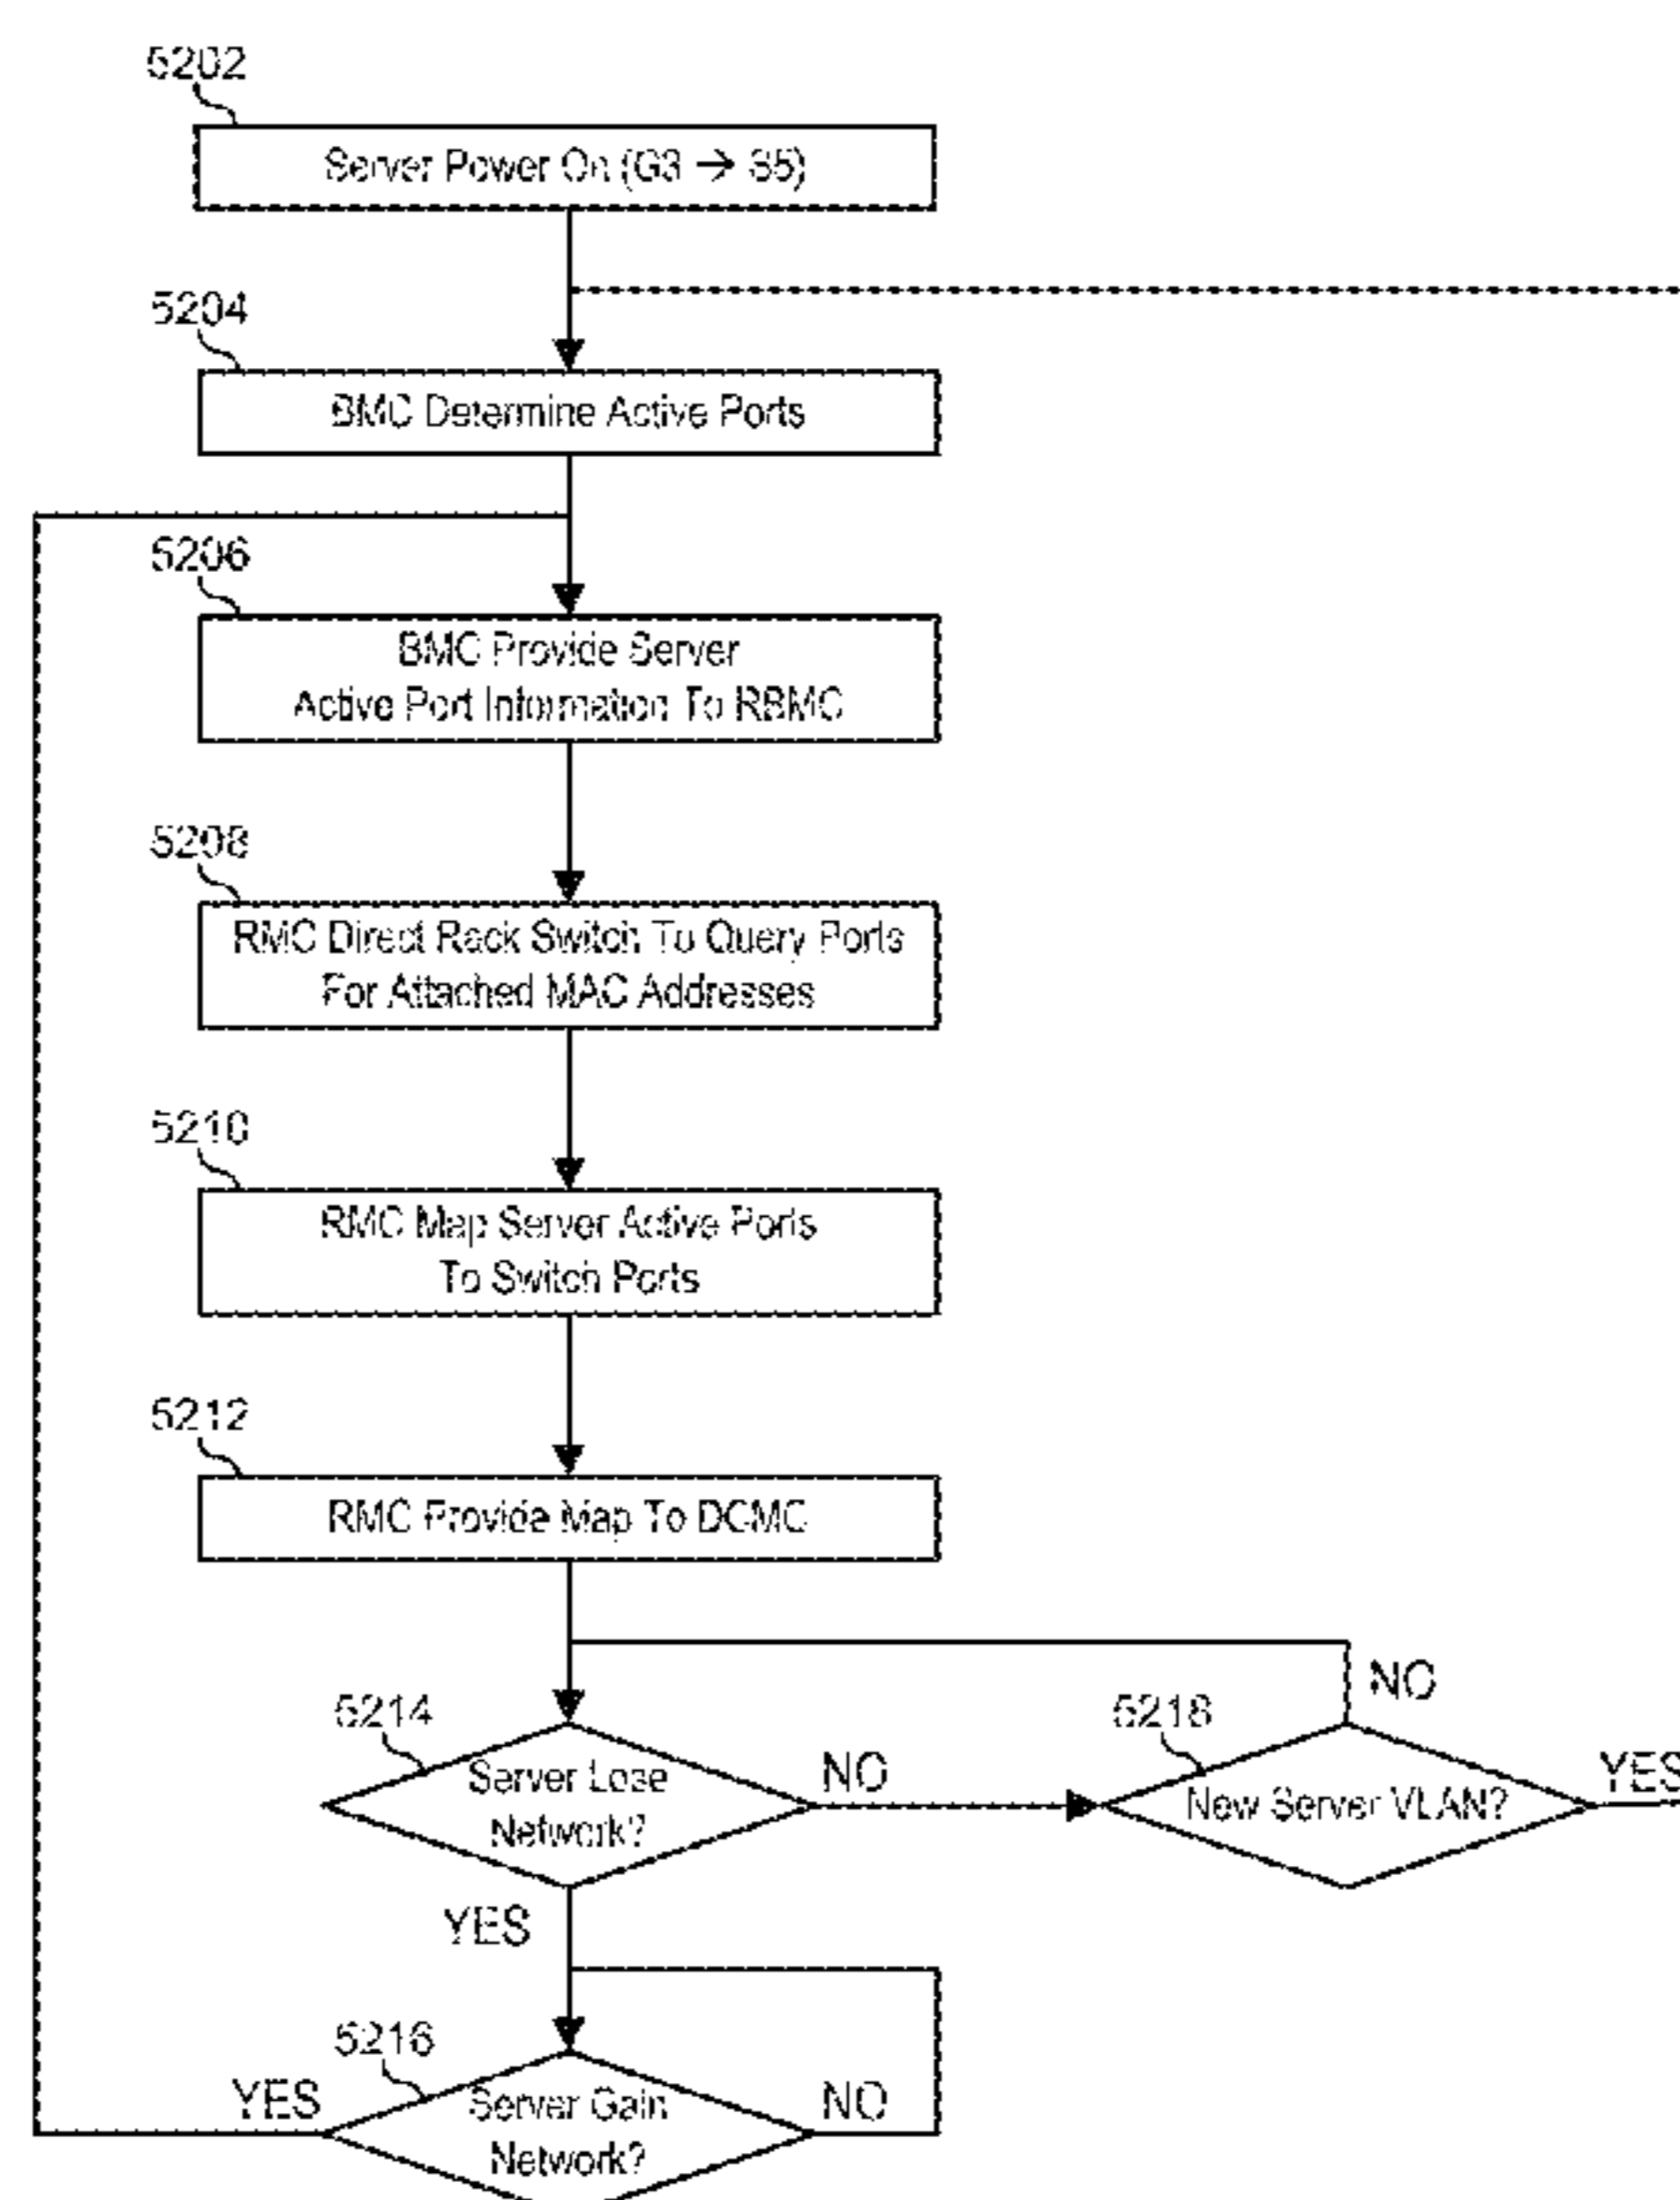 5202
Server Power On (G3 → S5)
5204
BMC Determine Active Ports
5206
BMC Provide Server
Active Port Information To RBMC
5208
RMC Direct Rack Switch To Query Ports
For Attached MAC Addresses
5210
RMC Map Server Active Ports
To Switch Ports
5212
RMC Provide Map To DCMC
NO
5214
5218
Server Lose
Network?
NO
New Server VLAN?
YES
YES
5216
YES
Server Gain
Network?
NO